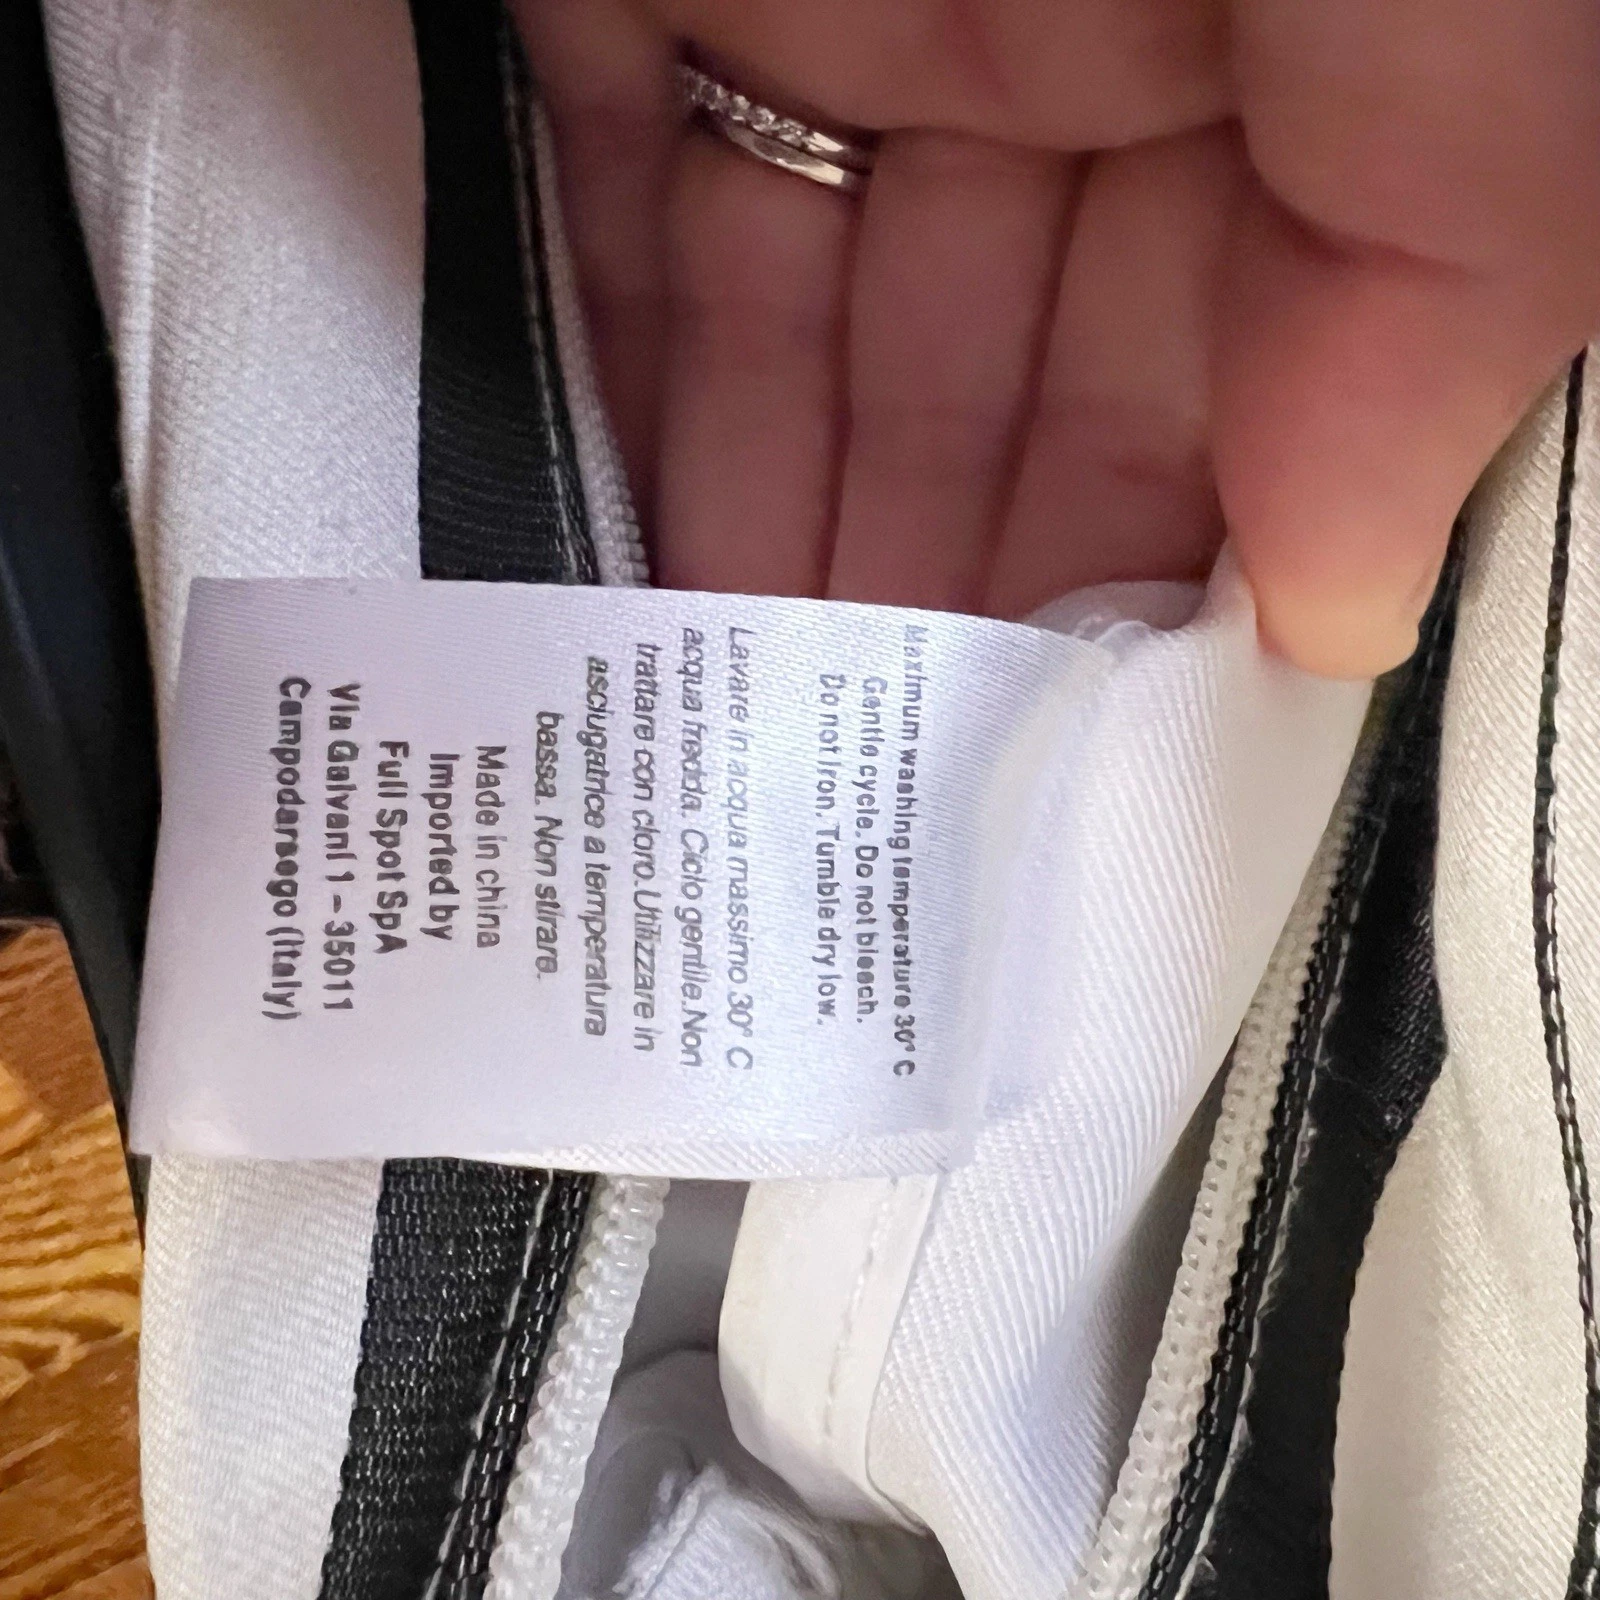 Maximum washing temperature 30° C
Gentle cycle. Do not bleach.
Do not Iron. Tumble dry low.
Lavare in acqua massimo 30° C
acqua fredda. Ciclo gentile. Non
trattare con cloro. Utilizzare in
asciugatrice a temperatura
bassa. Non stirare.
Made in china
Imported by
Full Spot SpA
Via Galvani 1 - 35011
Campodarsego (Italy)